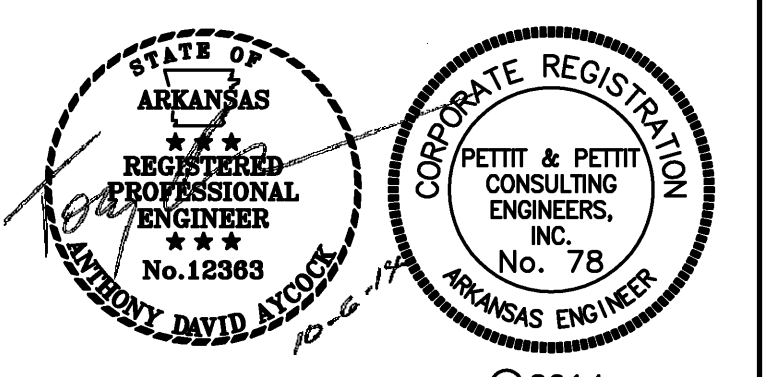 STATE OF
ARKANSAS
★ ★ ★
REGISTERED
PROFESSIONAL
ENGINEER
★ ★ ★
No.12363
ANTHONY DAVID AYCOCK
10-6-14
CORPORATE REGISTRATION
PETTIT & PETTIT
CONSULTING
ENGINEERS,
INC.
No. 78
ARKANSAS ENGINEER